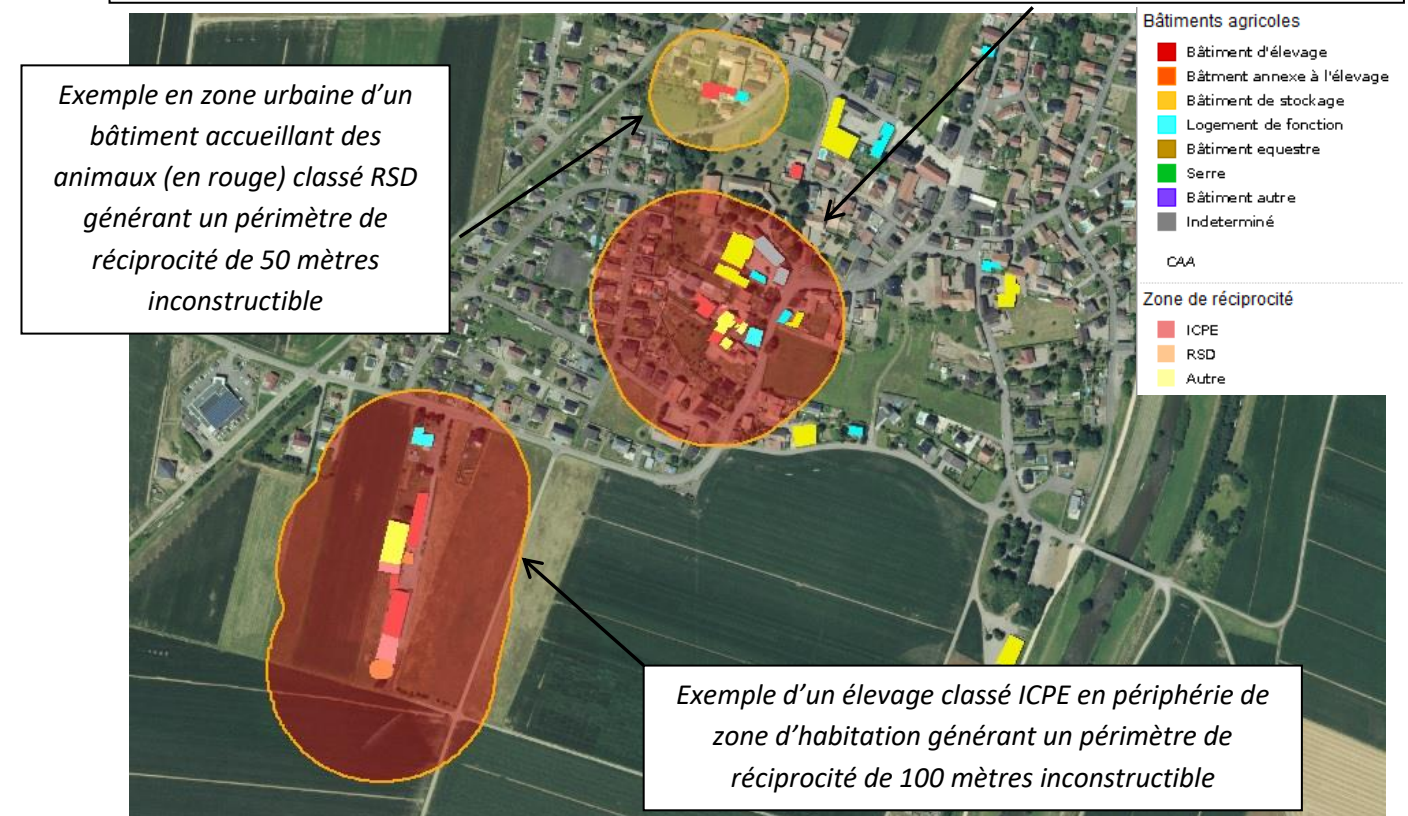 Exemple en zone urbaine d’un
bâtiment accueillant des
animaux (en rouge) classé RSD
générant un périmètre de
réciprocité de 50 mètres
inconstructible
Bâtiments agricoles
Bâtiment d'élevage
Bâtment annexe à l'élevage
Bâtiment de stockage
Logement de fonction
Bâtiment equestre
Serre
Bâtiment autre
Indeterminé
CAA
Zone de réciprocité
ICPE
RSD
Autre
Exemple d’un élevage classé ICPE en périphérie de
zone d’habitation générant un périmètre de
réciprocité de 100 mètres inconstructible